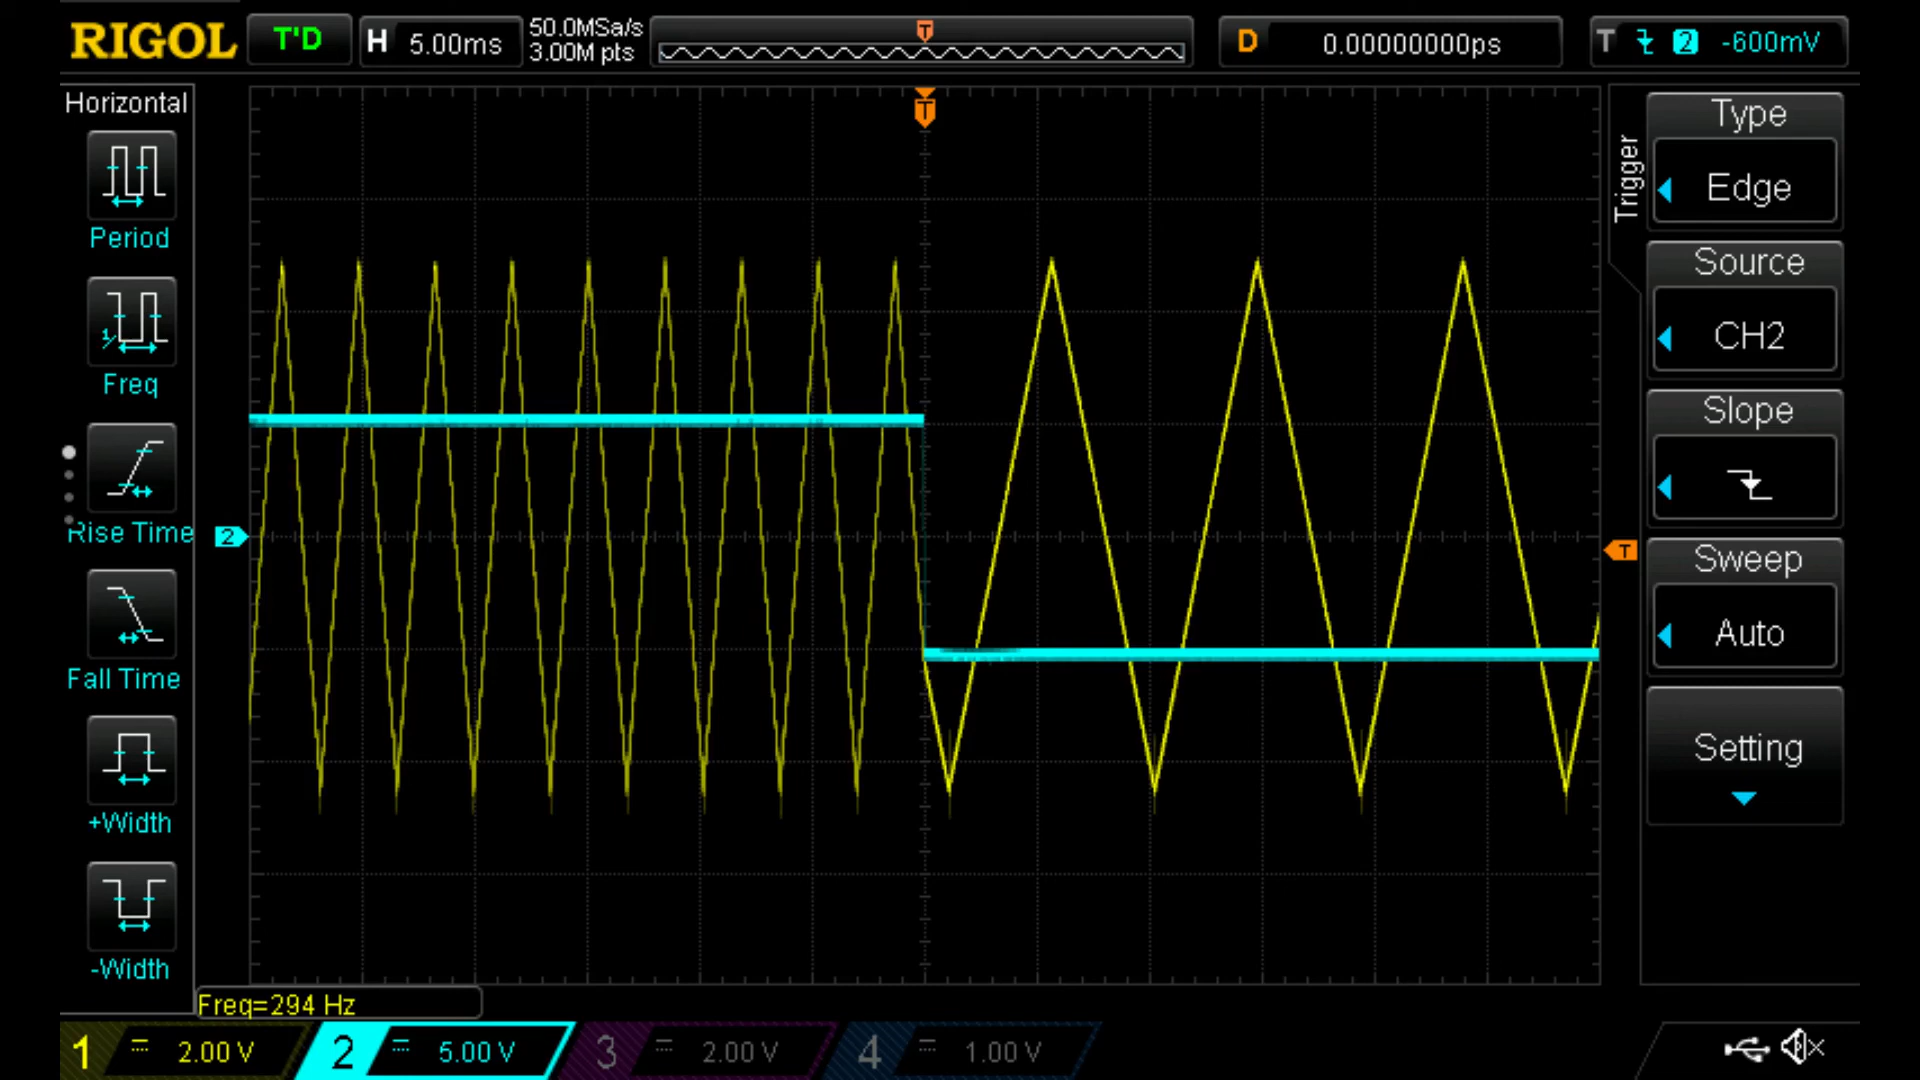 RIGOL
T'D
H 5.00ms
50.0MSa/s
3.00M pts
T
D 0.00000000ps
T 2 -600mV
Horizontal
Period
1/
Freq
Rise Time
Fall Time
+Width
-Width
T
2
T
Trigger
Type
Edge
Source
CH2
Slope
Sweep
Auto
Setting
Freq=294 Hz
1 2.00 V
2 5.00 V
3 2.00 V
4 1.00 V